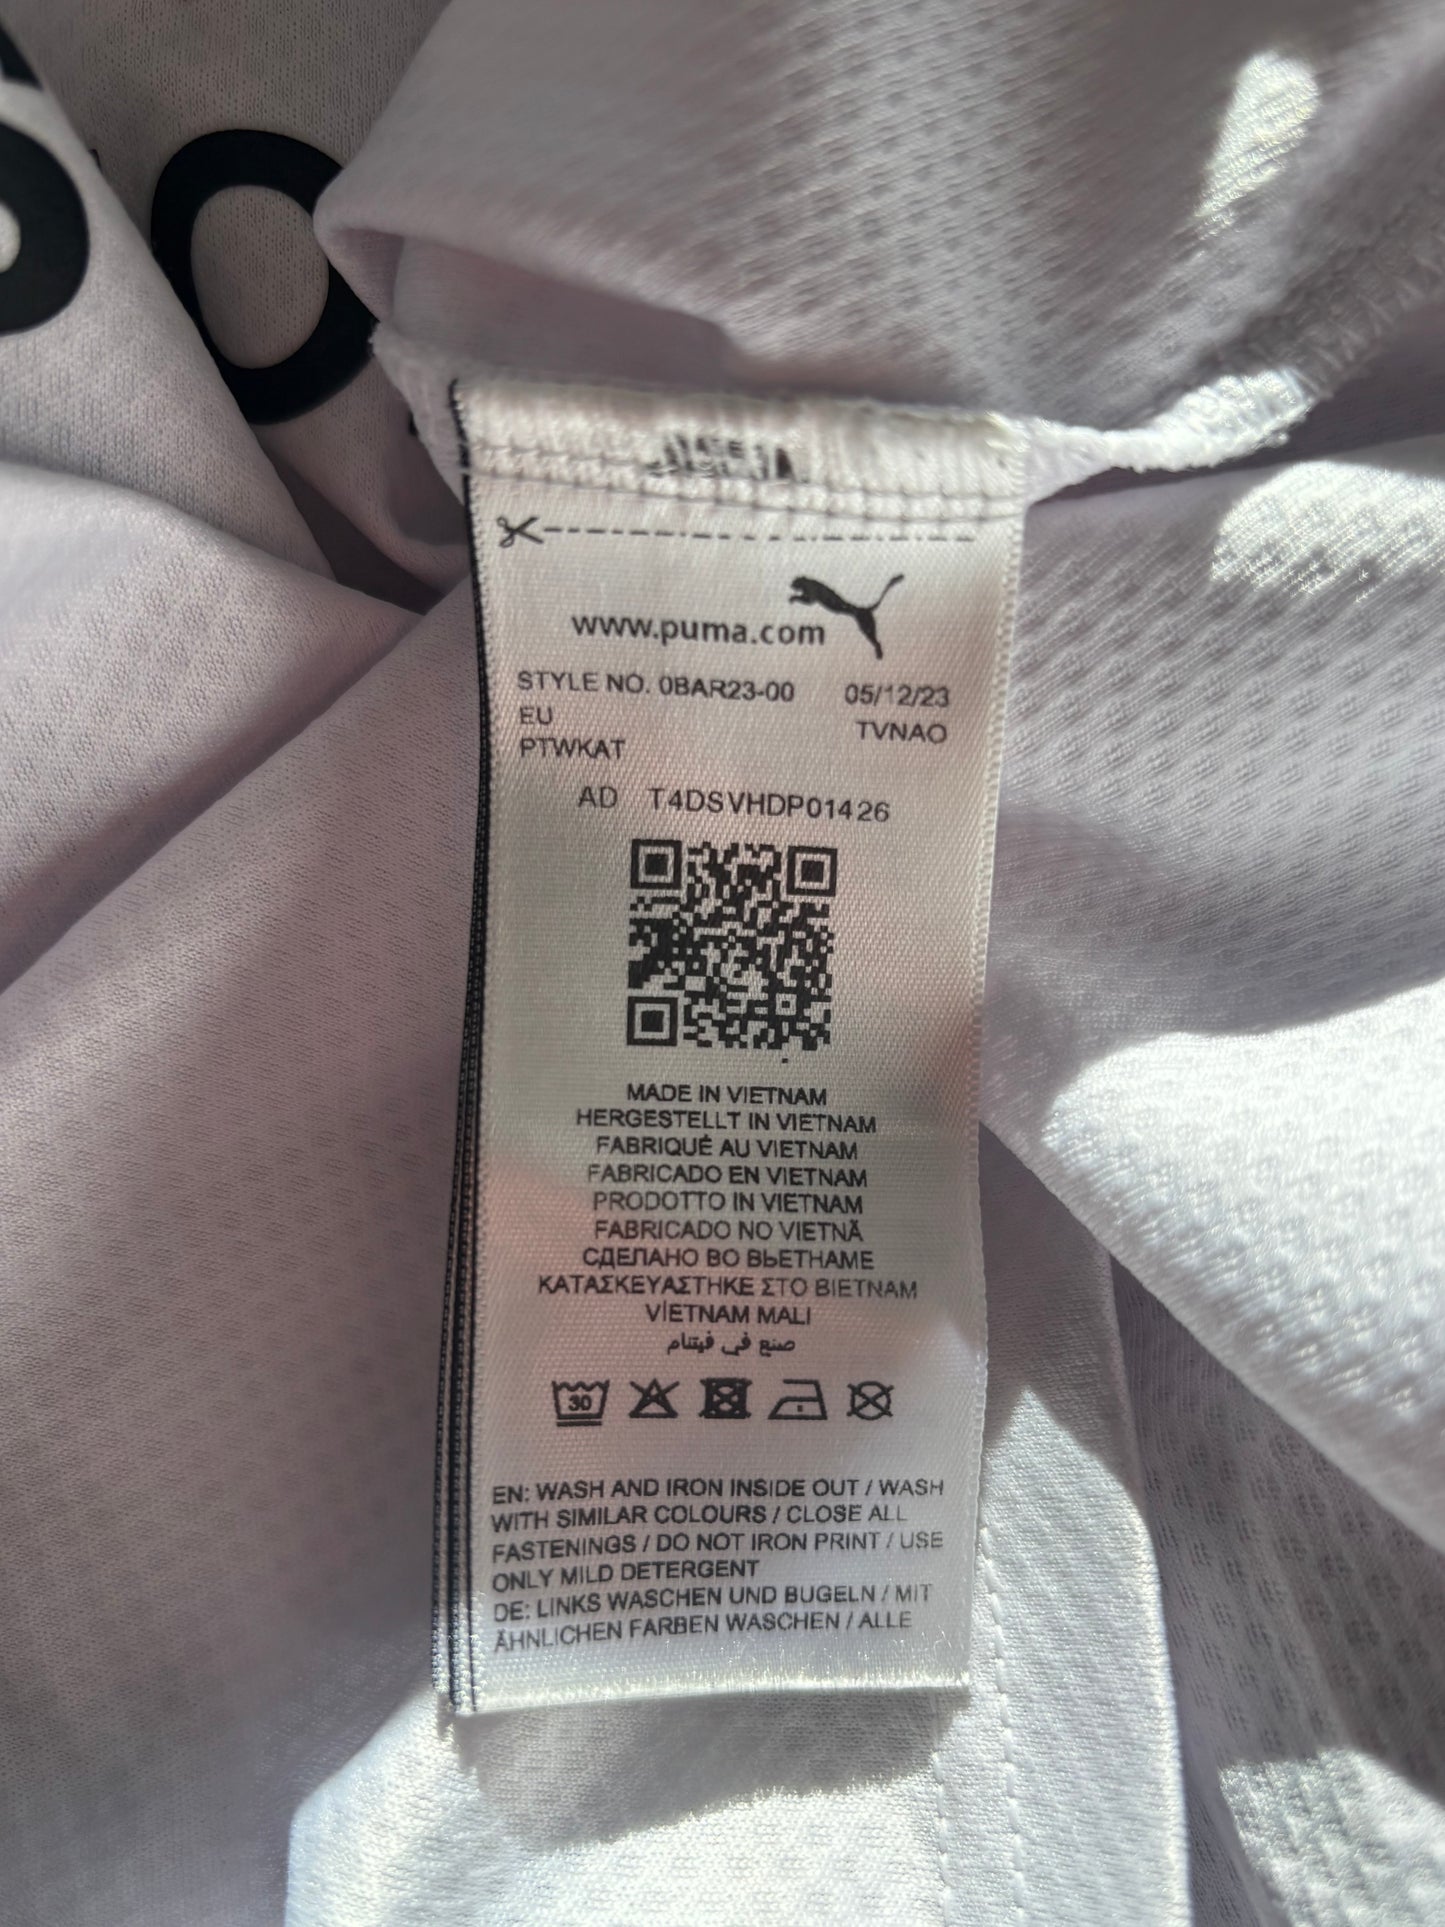 www.puma.com
STYLE NO. 0BAR23-00 05/12/23
EU TVNAO
PTWKAT
AD T4DSVHDP01426
MADE IN VIETNAM
HERGESTELLT IN VIETNAM
FABRIQUÉ AU VIETNAM
FABRICADO EN VIETNAM
PRODOTTO IN VIETNAM
FABRICADO NO VIETNÃ
СДЕЛАНО ВО ВЬЕТНАМЕ
ΚΑΤΑΣΚΕΥΑΣΤΗΚΕ ΣΤΟ ΒΙΕΤΝΑΜ
VİETNAM MALI
صنع في فيتنام
30
EN: WASH AND IRON INSIDE OUT / WASH
WITH SIMILAR COLOURS / CLOSE ALL
FASTENINGS / DO NOT IRON PRINT / USE
ONLY MILD DETERGENT
DE: LINKS WASCHEN UND BÜGELN / MIT
ÄHNLICHEN FARBEN WASCHEN / ALLE